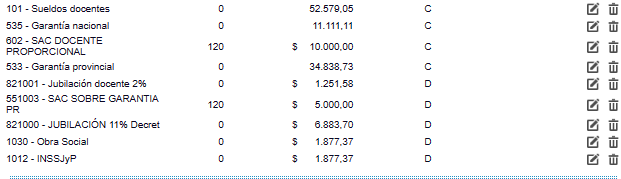 101 - Sueldos docentes 0 52.579,05 C
535 - Garantía nacional 0 11.111,11 C
602 - SAC DOCENTE
PROPORCIONAL 120 $ 10.000,00 C
533 - Garantía provincial 0 34.838,73 C
821001 - Jubilación docente 2% 0 $ 1.251,58 D
551003 - SAC SOBRE GARANTIA
PR 120 $ 5.000,00 D
821000 - JUBILACIÓN 11% Decret 0 $ 6.883,70 D
1030 - Obra Social 0 $ 1.877,37 D
1012 - INSSJyP 0 $ 1.877,37 D